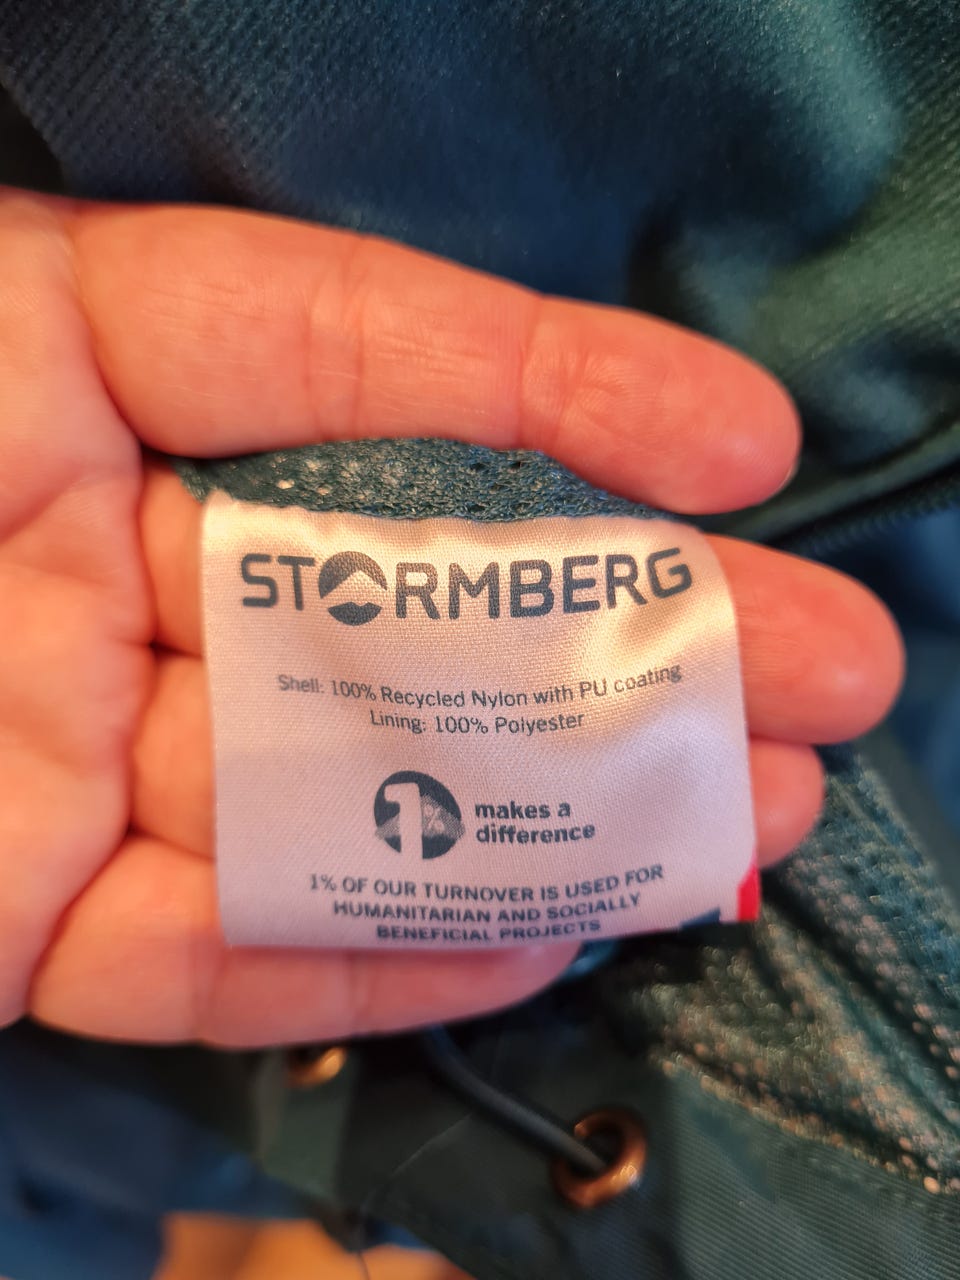 STORMBERG
Shell: 100% Recycled Nylon with PU coating
Lining: 100% Polyester
1%
makes a
difference
1% OF OUR TURNOVER IS USED FOR
HUMANITARIAN AND SOCIALLY
BENEFICIAL PROJECTS